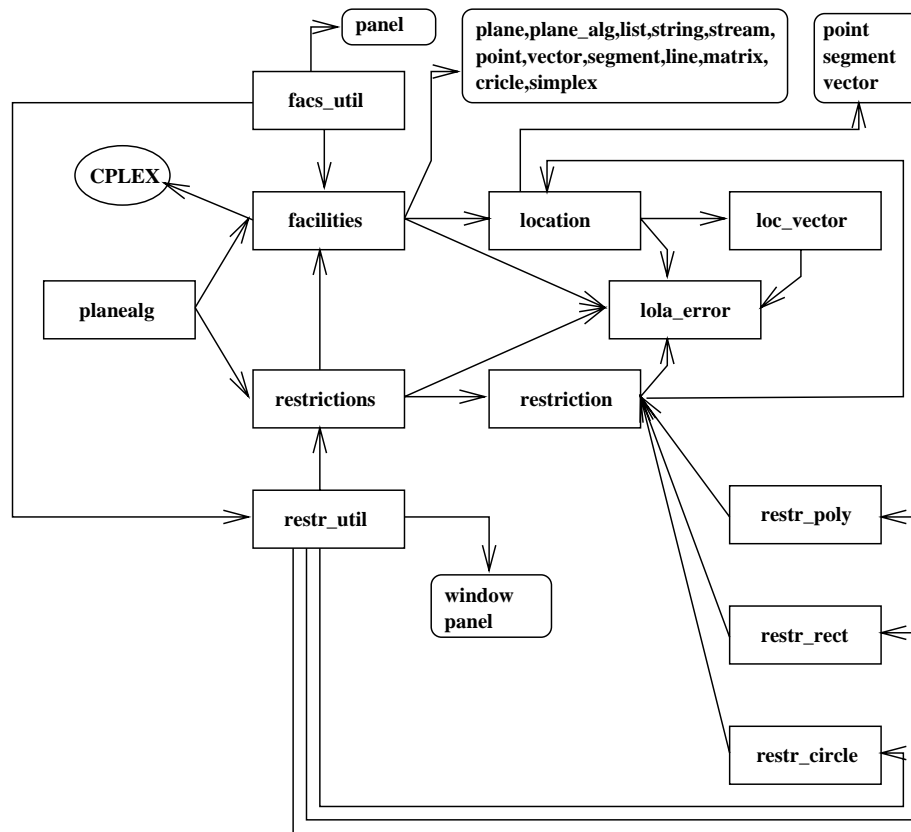 panel
plane,plane_alg,list,string,stream,
point,vector,segment,line,matrix,
cricle,simplex
point
segment
vector
facs_util
CPLEX
facilities
location
loc_vector
planealg
lola_error
restrictions
restriction
restr_util
restr_poly
window
panel
restr_rect
restr_circle